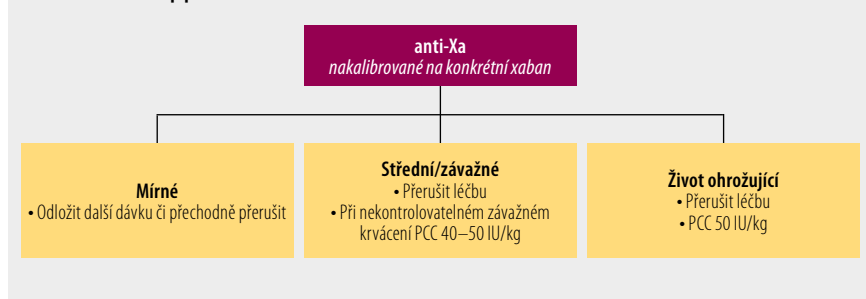 anti-Xa
nakalibrované na konkrétní xaban
Mírné
• Odložit další dávku či přechodně přerušit
Střední/závažné
• Přerušit léčbu
• Při nekontrolovatelném závažném
krvácení PCC 40–50 IU/kg
Život ohrožující
• Přerušit léčbu
• PCC 50 IU/kg